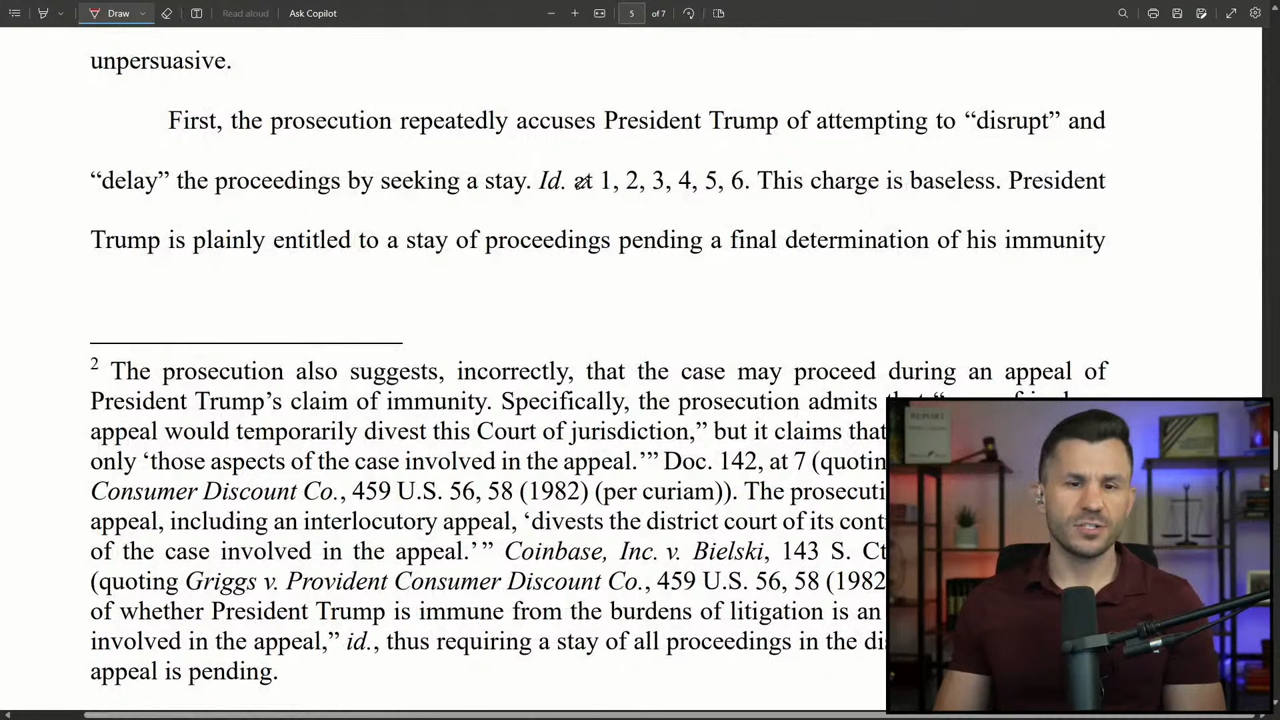 Draw
Read aloud
Ask Copilot
5
of 7
unpersuasive.
First, the prosecution repeatedly accuses President Trump of attempting to “disrupt” and
“delay” the proceedings by seeking a stay. Id. at 1, 2, 3, 4, 5, 6. This charge is baseless. President
Trump is plainly entitled to a stay of proceedings pending a final determination of his immunity
2 The prosecution also suggests, incorrectly, that the case may proceed during an appeal of
President Trump’s claim of immunity. Specifically, the prosecution admits
appeal would temporarily divest this Court of jurisdiction,” but it claims that
only ‘those aspects of the case involved in the appeal.’” Doc. 142, at 7 (quotin
Consumer Discount Co., 459 U.S. 56, 58 (1982) (per curiam)). The prosecuti
appeal, including an interlocutory appeal, ‘divests the district court of its cont
of the case involved in the appeal.’ ” Coinbase, Inc. v. Bielski, 143 S. Ct
(quoting Griggs v. Provident Consumer Discount Co., 459 U.S. 56, 58 (1982
of whether President Trump is immune from the burdens of litigation is an
involved in the appeal,” id., thus requiring a stay of all proceedings in the di
appeal is pending.